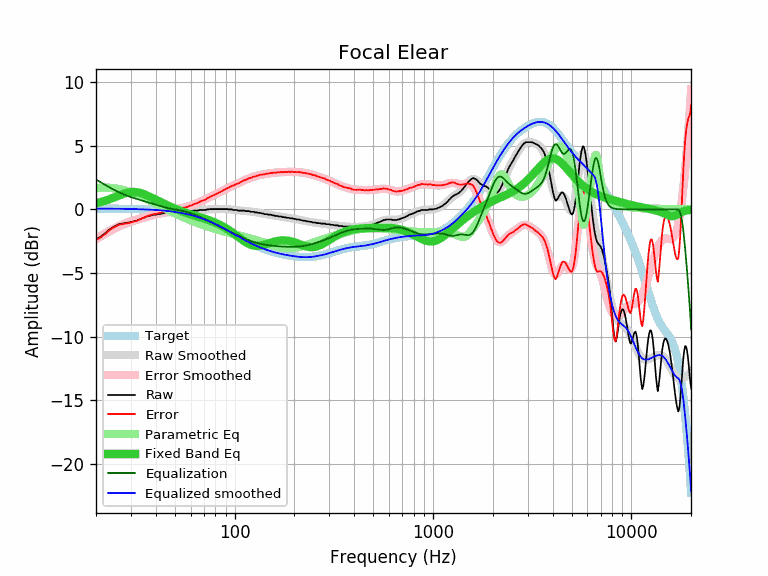 Focal Elear
10
5
0
−5
−10
−15
−20
Amplitude (dBr)
Target
Raw Smoothed
Error Smoothed
Raw
Error
Parametric Eq
Fixed Band Eq
Equalization
Equalized smoothed
100 1000 10000
Frequency (Hz)